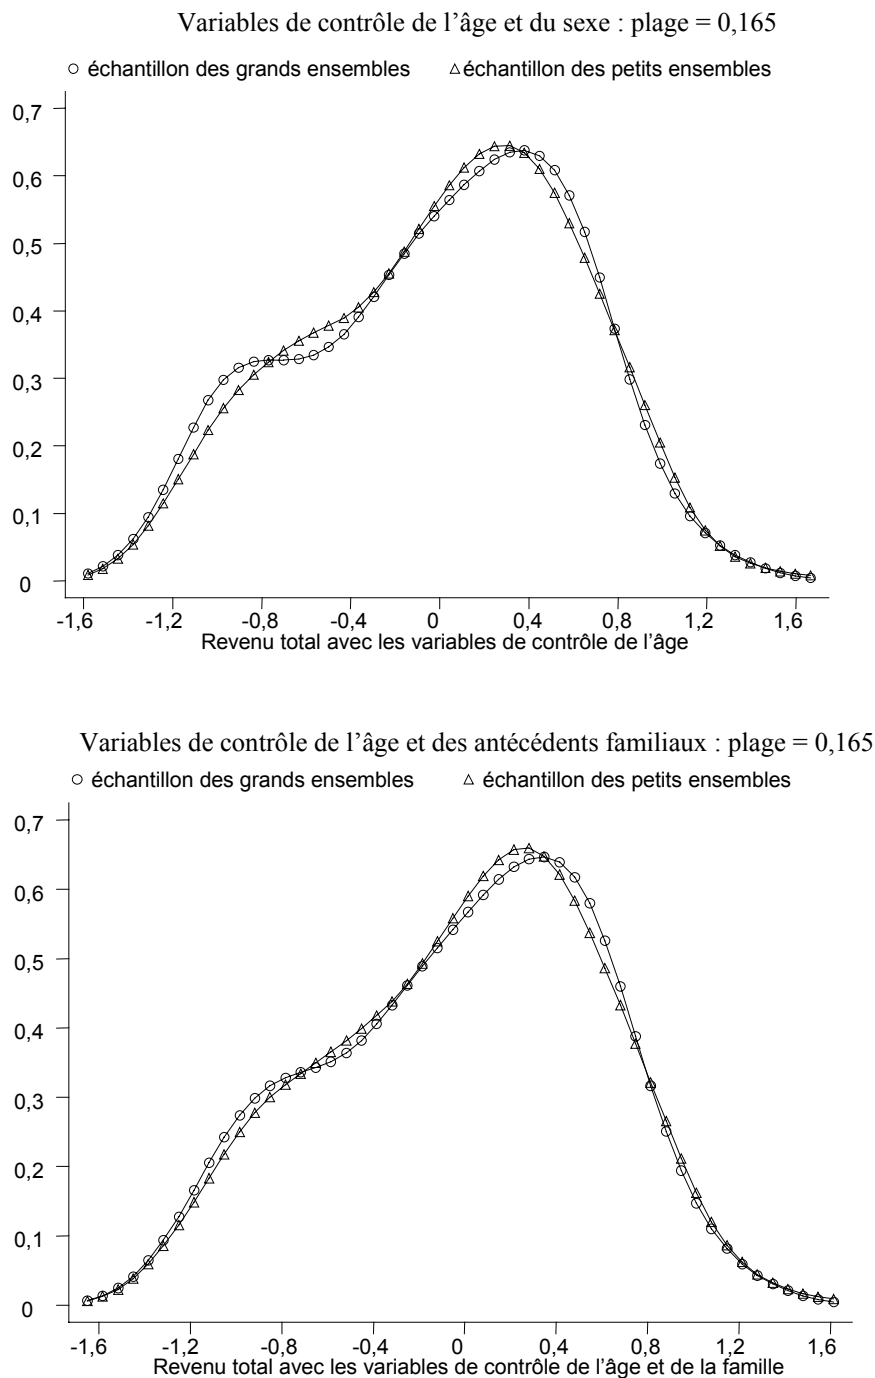 Variables de contrôle de l’âge et du sexe : plage = 0,165
échantillon des grands ensembles échantillon des petits ensembles
0,7
0,6
0,5
0,4
0,3
0,2
0,1
0
-1,6 -1,2 -0,8 -0,4 0 0,4 0,8 1,2 1,6
Revenu total avec les variables de contrôle de l’âge
Variables de contrôle de l’âge et des antécédents familiaux : plage = 0,165
échantillon des grands ensembles échantillon des petits ensembles
0,7
0,6
0,5
0,4
0,3
0,2
0,1
0
-1,6 -1,2 -0,8 -0,4 0 0,4 0,8 1,2 1,6
Revenu total avec les variables de contrôle de l’âge et de la famille